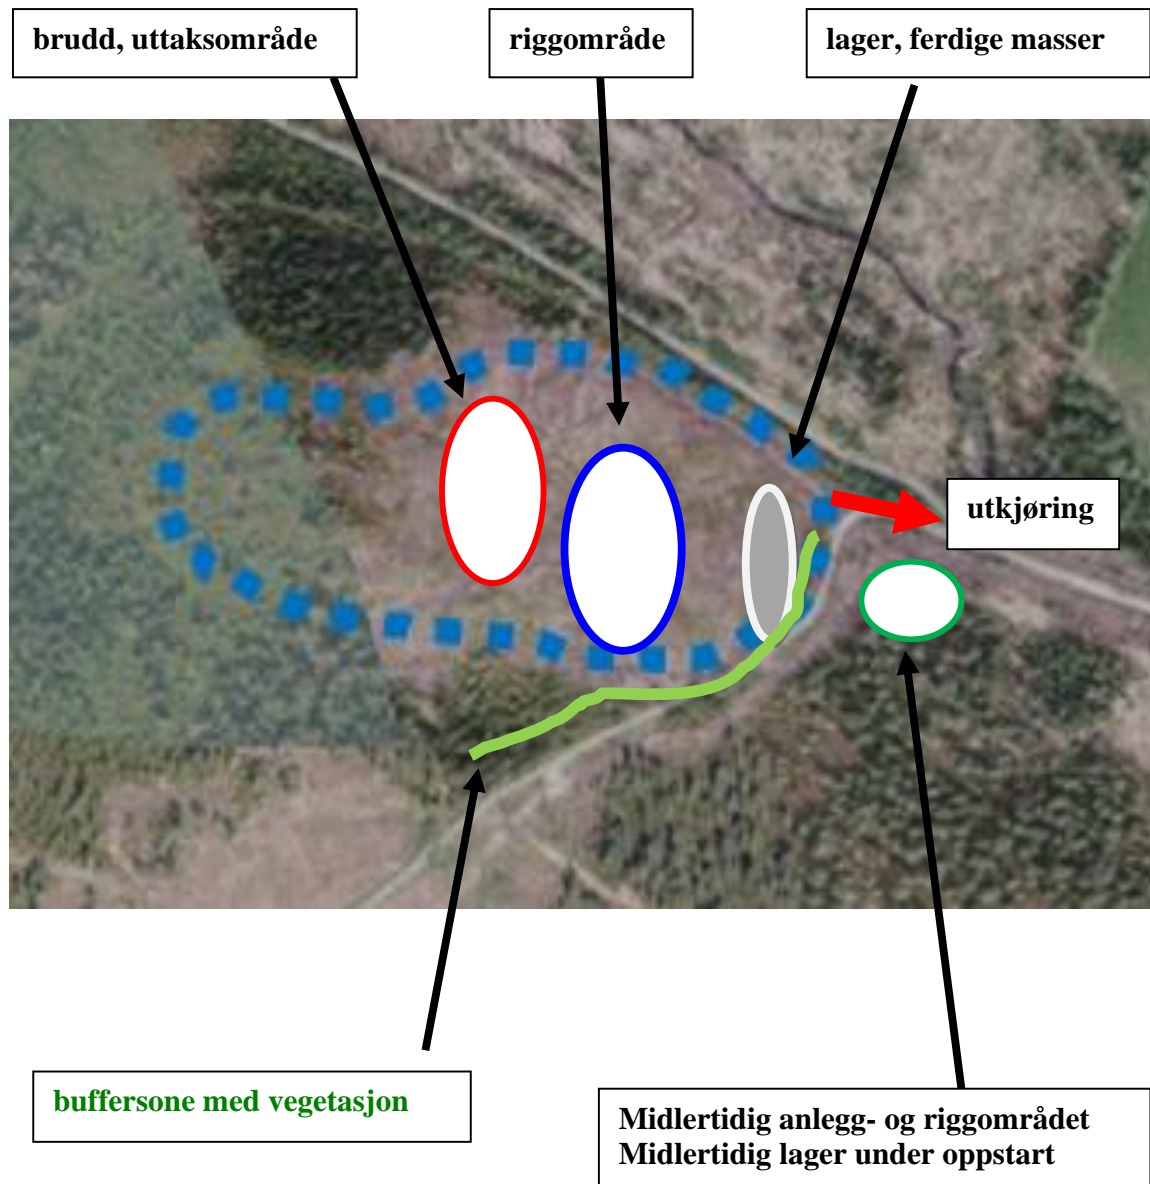 brudd, uttaksområde
riggområde
lager, ferdige masser
utkjøring
buffersone med vegetasjon
Midlertidig anlegg- og riggområdet
Midlertidig lager under oppstart